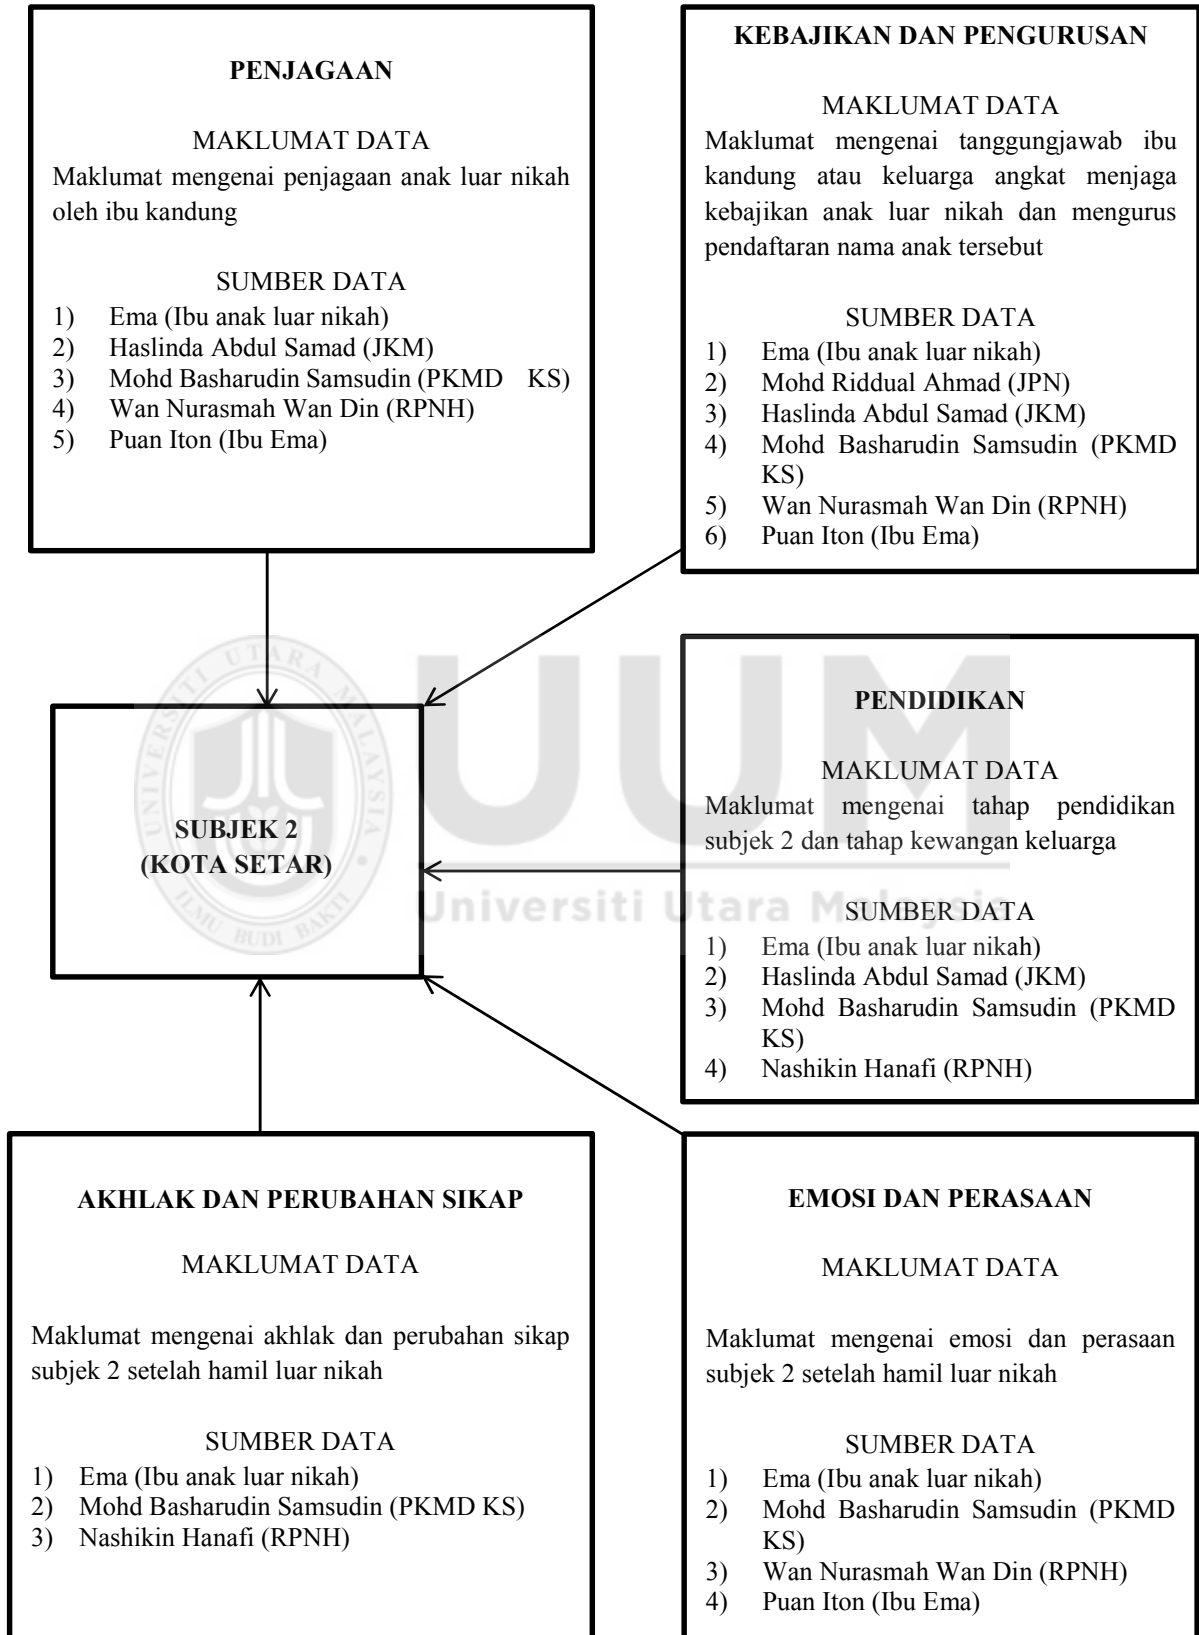 PENJAGAAN
MAKLUMAT DATA
Maklumat mengenai penjagaan anak luar nikah
oleh ibu kandung
SUMBER DATA
1) Ema (Ibu anak luar nikah)
2) Haslinda Abdul Samad (JKM)
3) Mohd Basharudin Samsudin (PKMD KS)
4) Wan Nurasmah Wan Din (RPNH)
5) Puan Iton (Ibu Ema)
KEBAJIKAN DAN PENGURUSAN
MAKLUMAT DATA
Maklumat mengenai tanggungjawab ibu
kandung atau keluarga angkat menjaga
kebajikan anak luar nikah dan mengurus
pendaftaran nama anak tersebut
SUMBER DATA
1) Ema (Ibu anak luar nikah)
2) Mohd Riddual Ahmad (JPN)
3) Haslinda Abdul Samad (JKM)
4) Mohd Basharudin Samsudin (PKMD
KS)
5) Wan Nurasmah Wan Din (RPNH)
6) Puan Iton (Ibu Ema)
SUBJEK 2
(KOTA SETAR)
UNIVERSITI UTARA MALAYSIA
ILMU BUDI BAKTI
UUM
Universiti Utara Malaysia
PENDIDIKAN
MAKLUMAT DATA
Maklumat mengenai tahap pendidikan
subjek 2 dan tahap kewangan keluarga
SUMBER DATA
1) Ema (Ibu anak luar nikah)
2) Haslinda Abdul Samad (JKM)
3) Mohd Basharudin Samsudin (PKMD
KS)
4) Nashikin Hanafi (RPNH)
AKHLAK DAN PERUBAHAN SIKAP
MAKLUMAT DATA
Maklumat mengenai akhlak dan perubahan sikap
subjek 2 setelah hamil luar nikah
SUMBER DATA
1) Ema (Ibu anak luar nikah)
2) Mohd Basharudin Samsudin (PKMD KS)
3) Nashikin Hanafi (RPNH)
EMOSI DAN PERASAAN
MAKLUMAT DATA
Maklumat mengenai emosi dan perasaan
subjek 2 setelah hamil luar nikah
SUMBER DATA
1) Ema (Ibu anak luar nikah)
2) Mohd Basharudin Samsudin (PKMD
KS)
3) Wan Nurasmah Wan Din (RPNH)
4) Puan Iton (Ibu Ema)